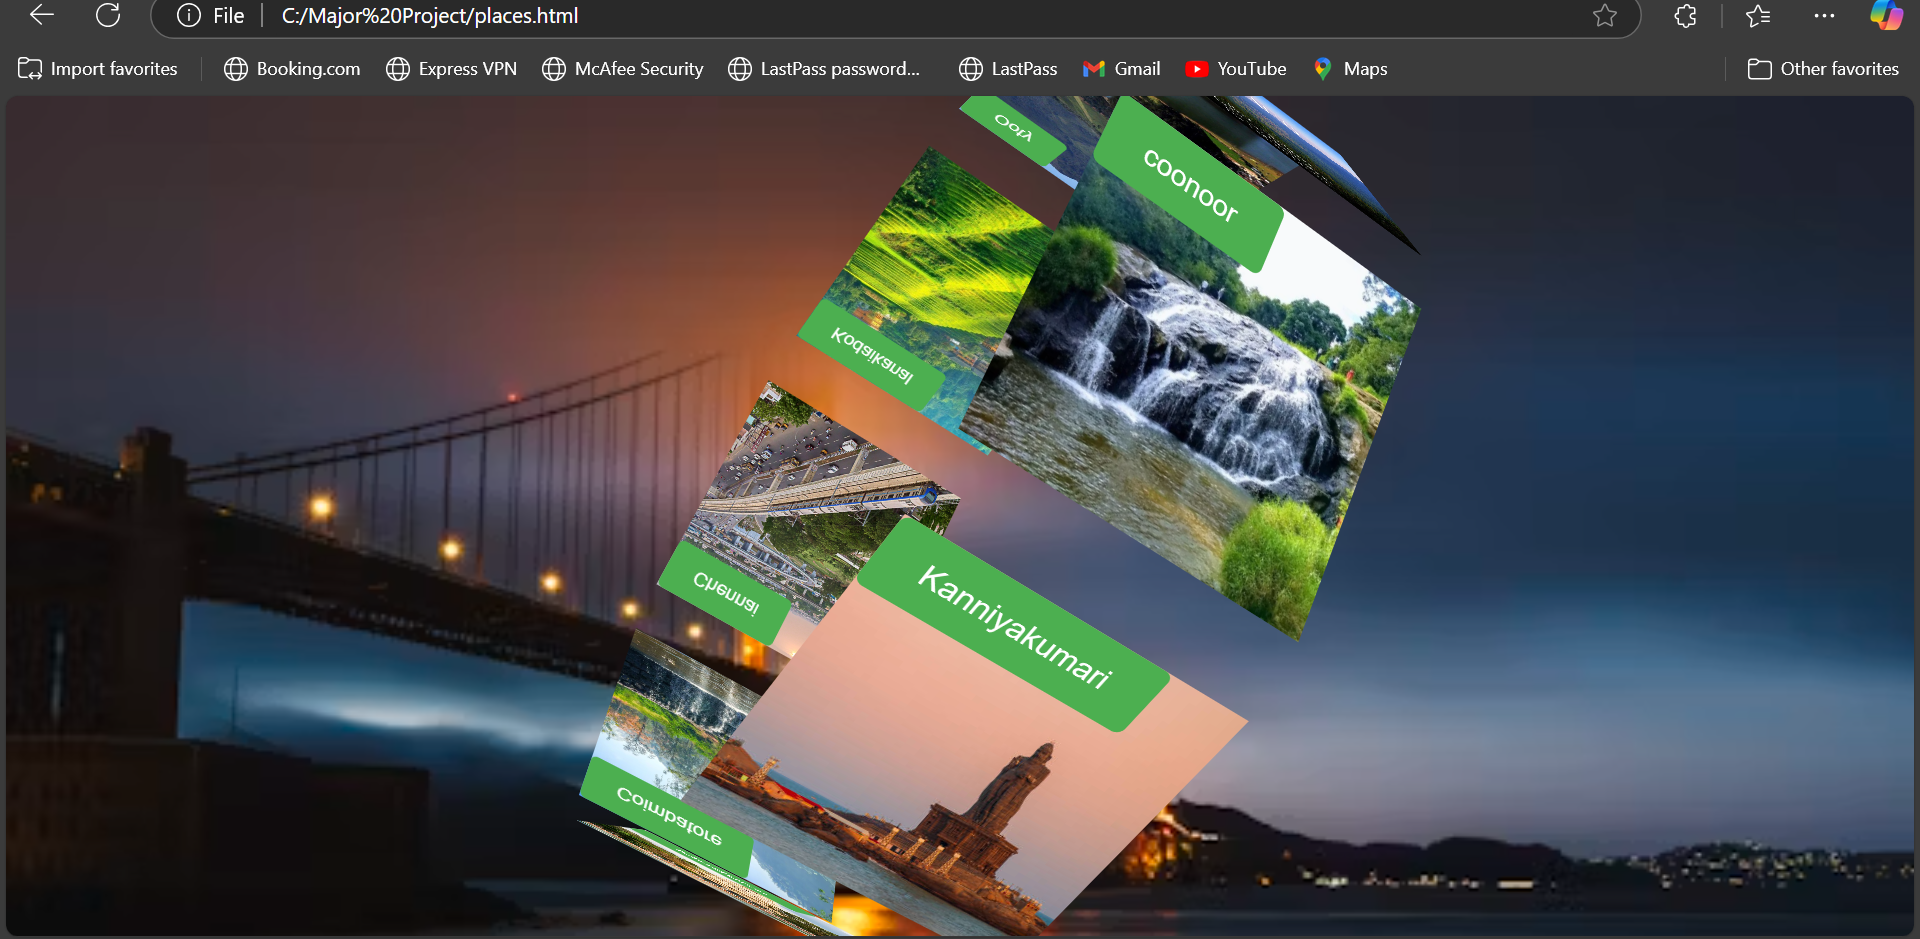 File C:/Major%20Project/places.html
Import favorites Booking.com Express VPN McAfee Security LastPass password... LastPass Gmail YouTube Maps Other favorites
Ooty
coonoor
Kodaikanal
Chennai
Kanniyakumari
Coimbatore